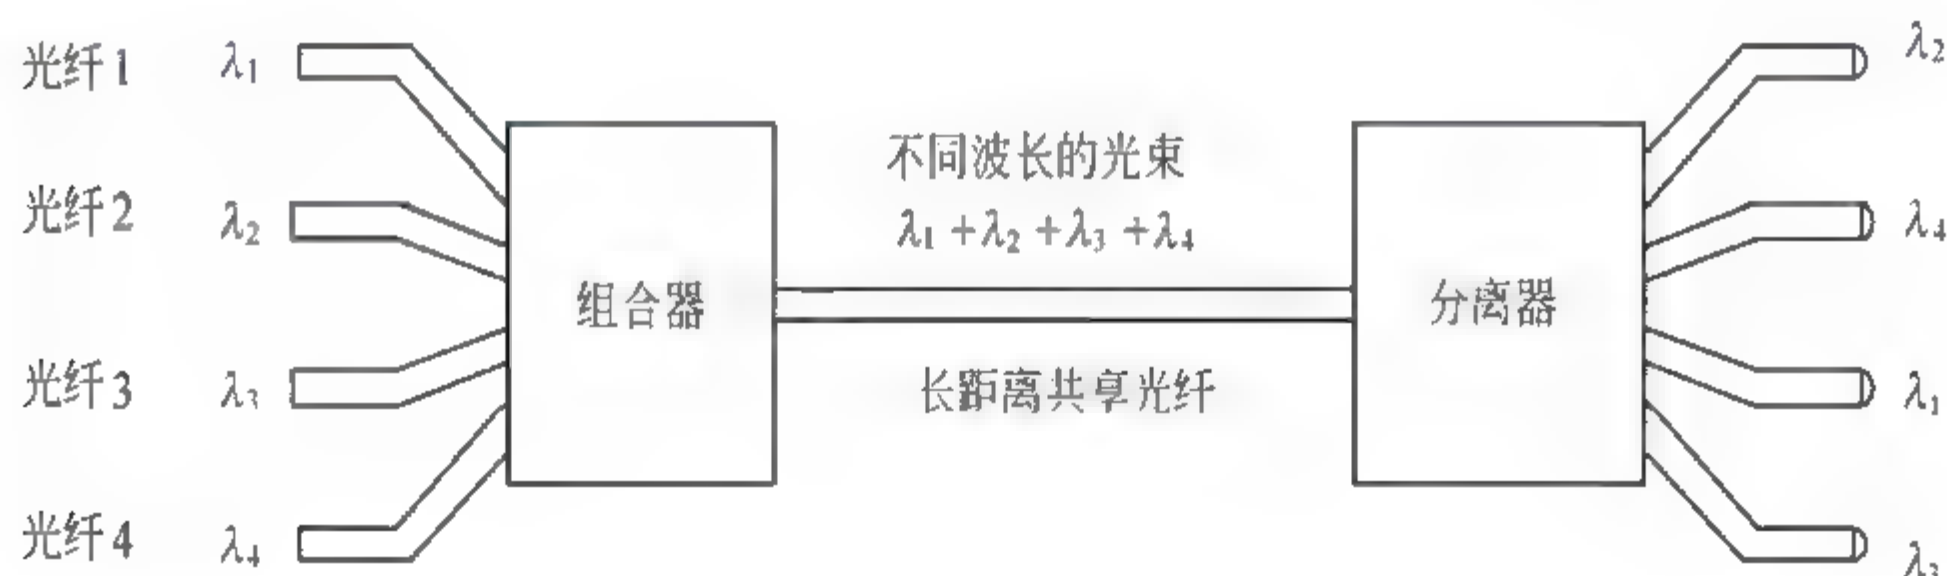 光纤1 λ1
光纤2 λ2
光纤3 λ3
光纤4 λ4
组合器
不同波长的光束
λ1 +λ2 +λ3 +λ4
长距离共享光纤
分离器
λ2
λ4
λ1
λ3